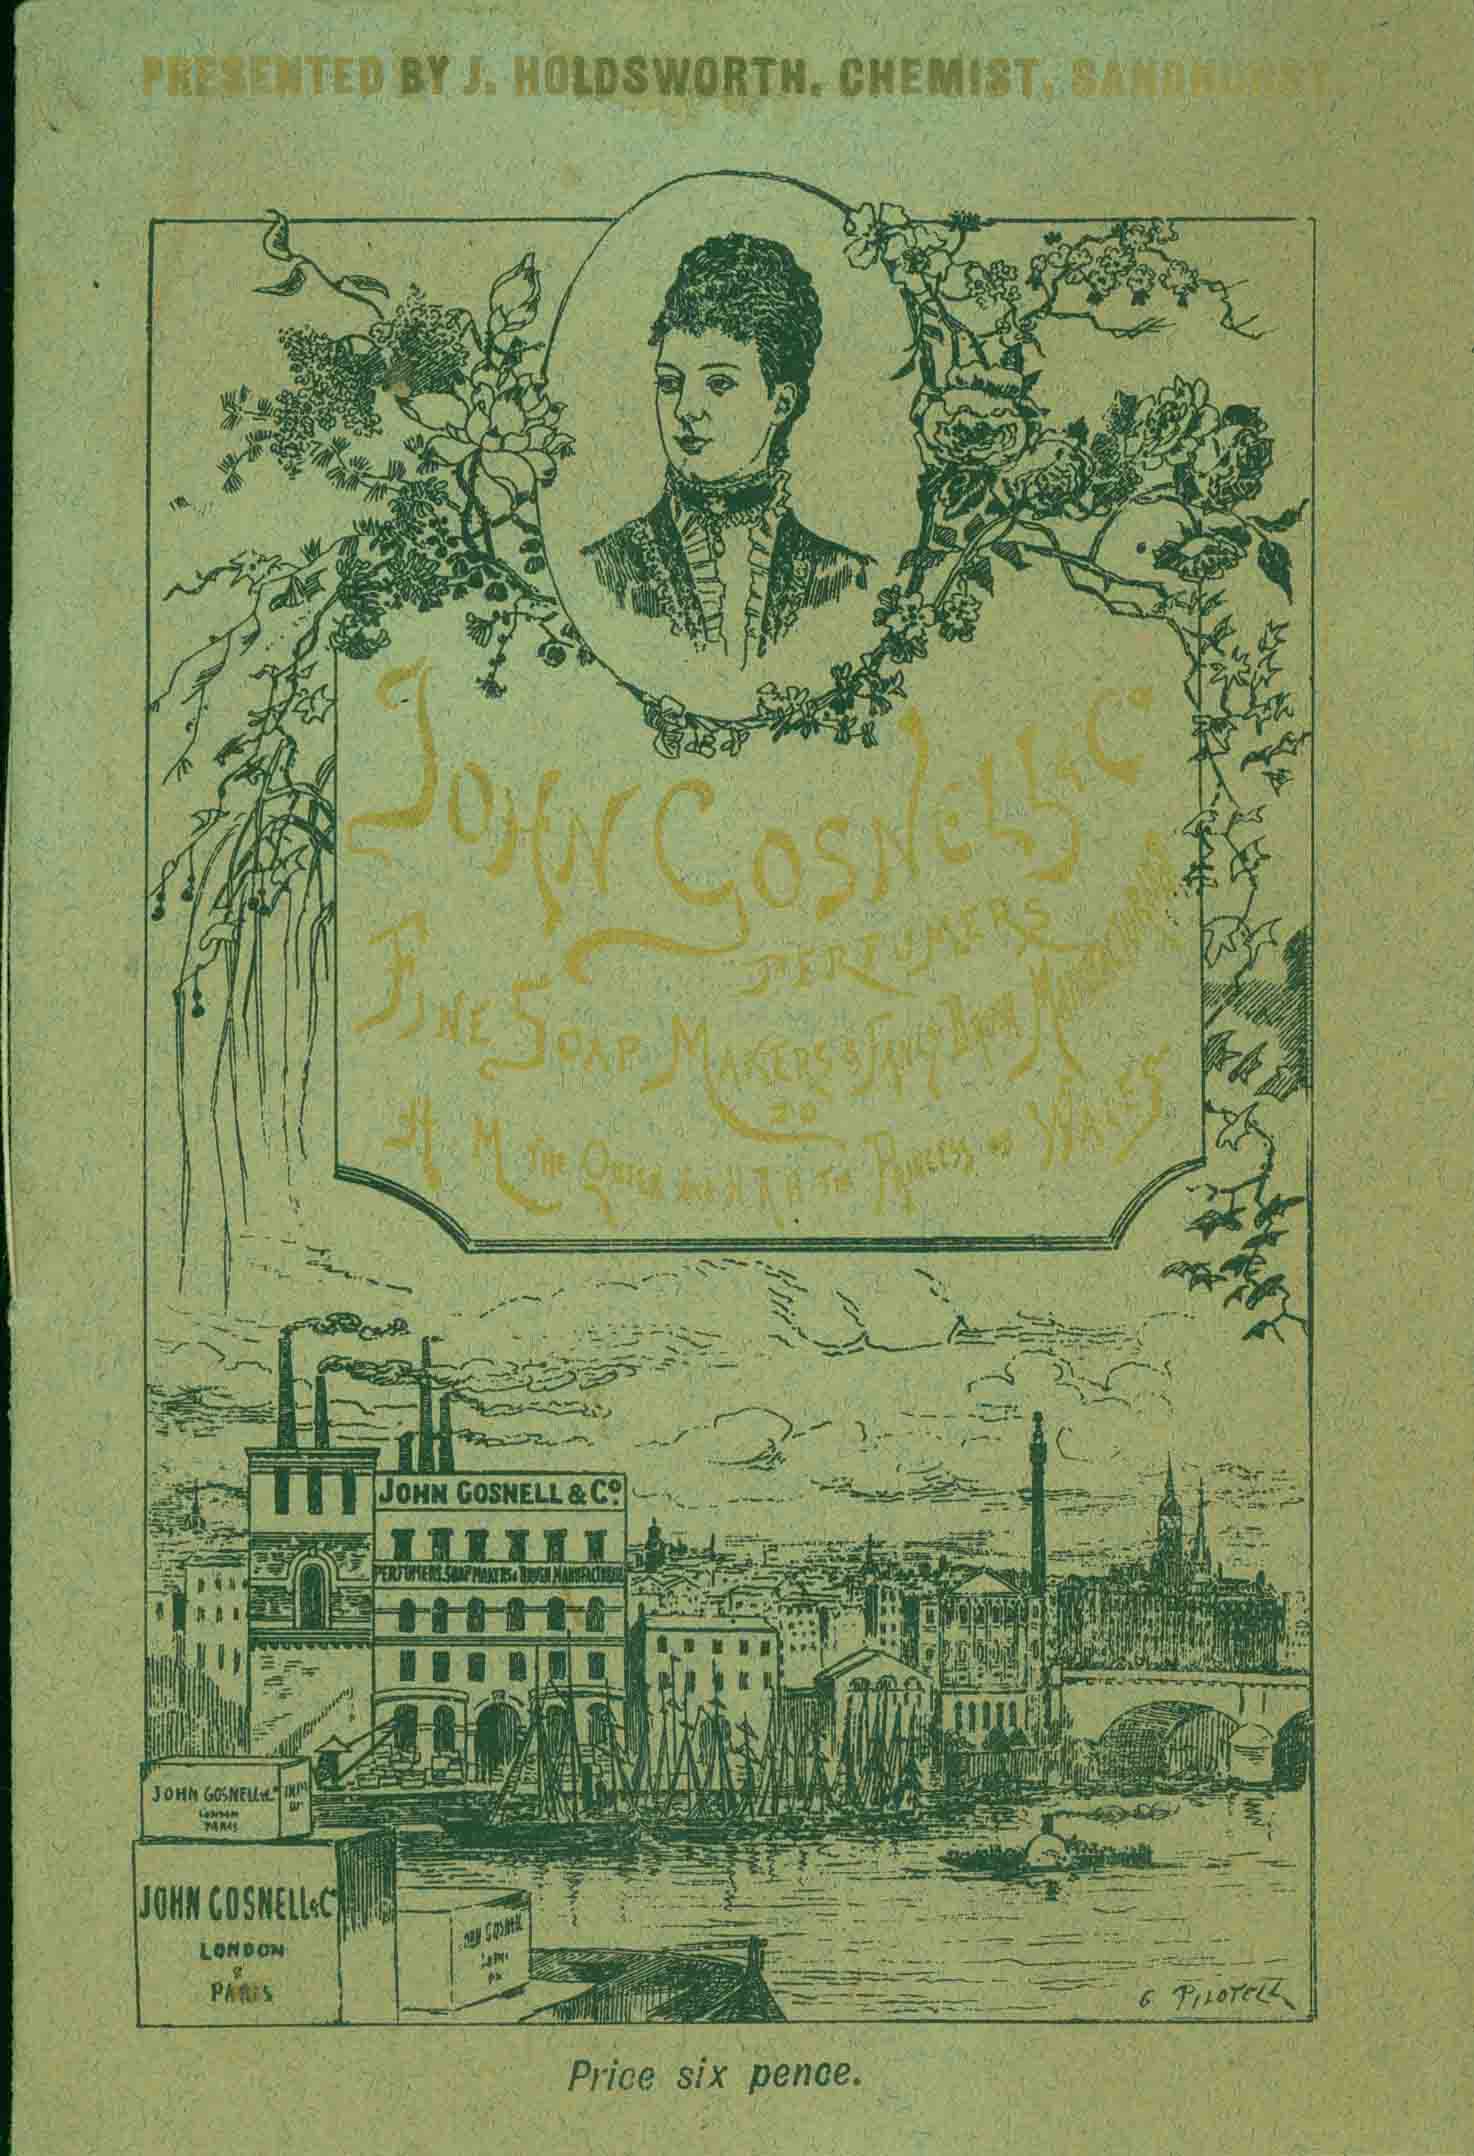 PRESENTED BY J. HOLDSWORTH. CHEMIST, SANDHURST
JOHN GOSNELL & Co
PERFUMERS
FINE SOAP MAKERS & FANCY BRUSH MANUFACTURERS
TO
H M THE QUEEN AND H R H THE PRINCESS OF WALES
JOHN GOSNELL & Co.
PERFUMERS, SOAP MAKERS & BRUSH MANUFACTURERS
JOHN GOSNELL & Co
LONDON
PARIS
JOHN GOSNELL & Co
LONDON
&
PARIS
JOHN GOSNELL
G PILOTELL
Price six pence.